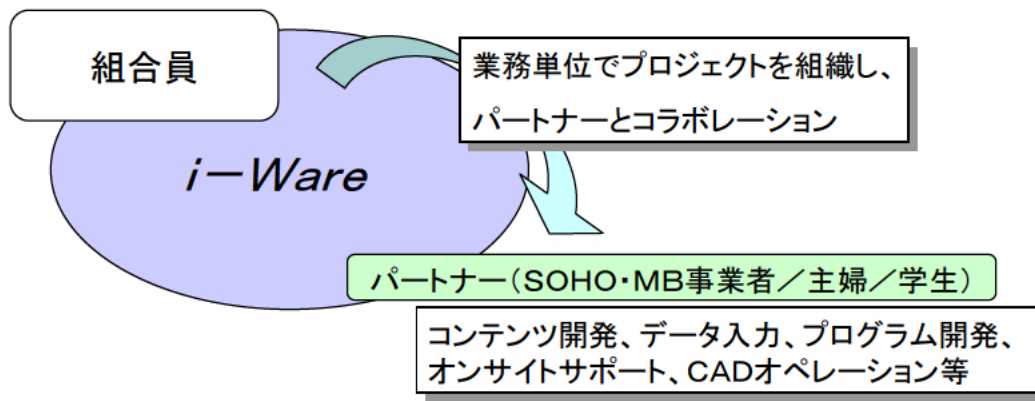 組合員
業務単位でプロジェクトを組織し、
パートナーとコラボレーション
i－Ware
パートナー（SOHO・MB事業者／主婦／学生）
コンテンツ開発、データ入力、プログラム開発、
オンサイトサポート、CADオペレーション等